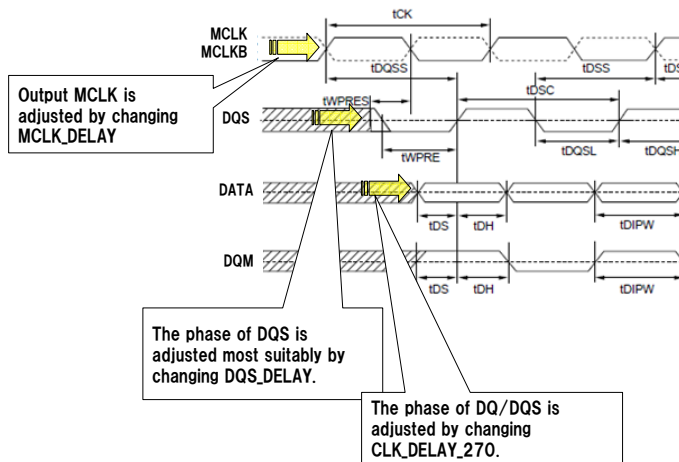 tCK
MCLK
MCLKB
tDQSS
tDSS
tDS
Output MCLK is
adjusted by changing
MCLK_DELAY
tWPRES
tDSC
DQS
tWPRE
tDQSL
tDQSH
DATA
tDS
tDH
tDIPW
DQM
tDS
tDH
tDIPW
The phase of DQS is
adjusted most suitably by
changing DQS_DELAY.
The phase of DQ/DQS is
adjusted by changing
CLK_DELAY_270.